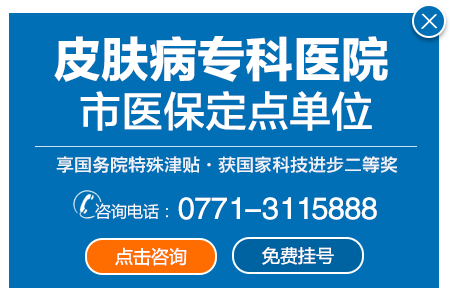 皮肤病专科医院
市医保定点单位
享国务院特殊津贴·获国家科技进步二等奖
咨询电话：0771-3115888
点击咨询 免费挂号